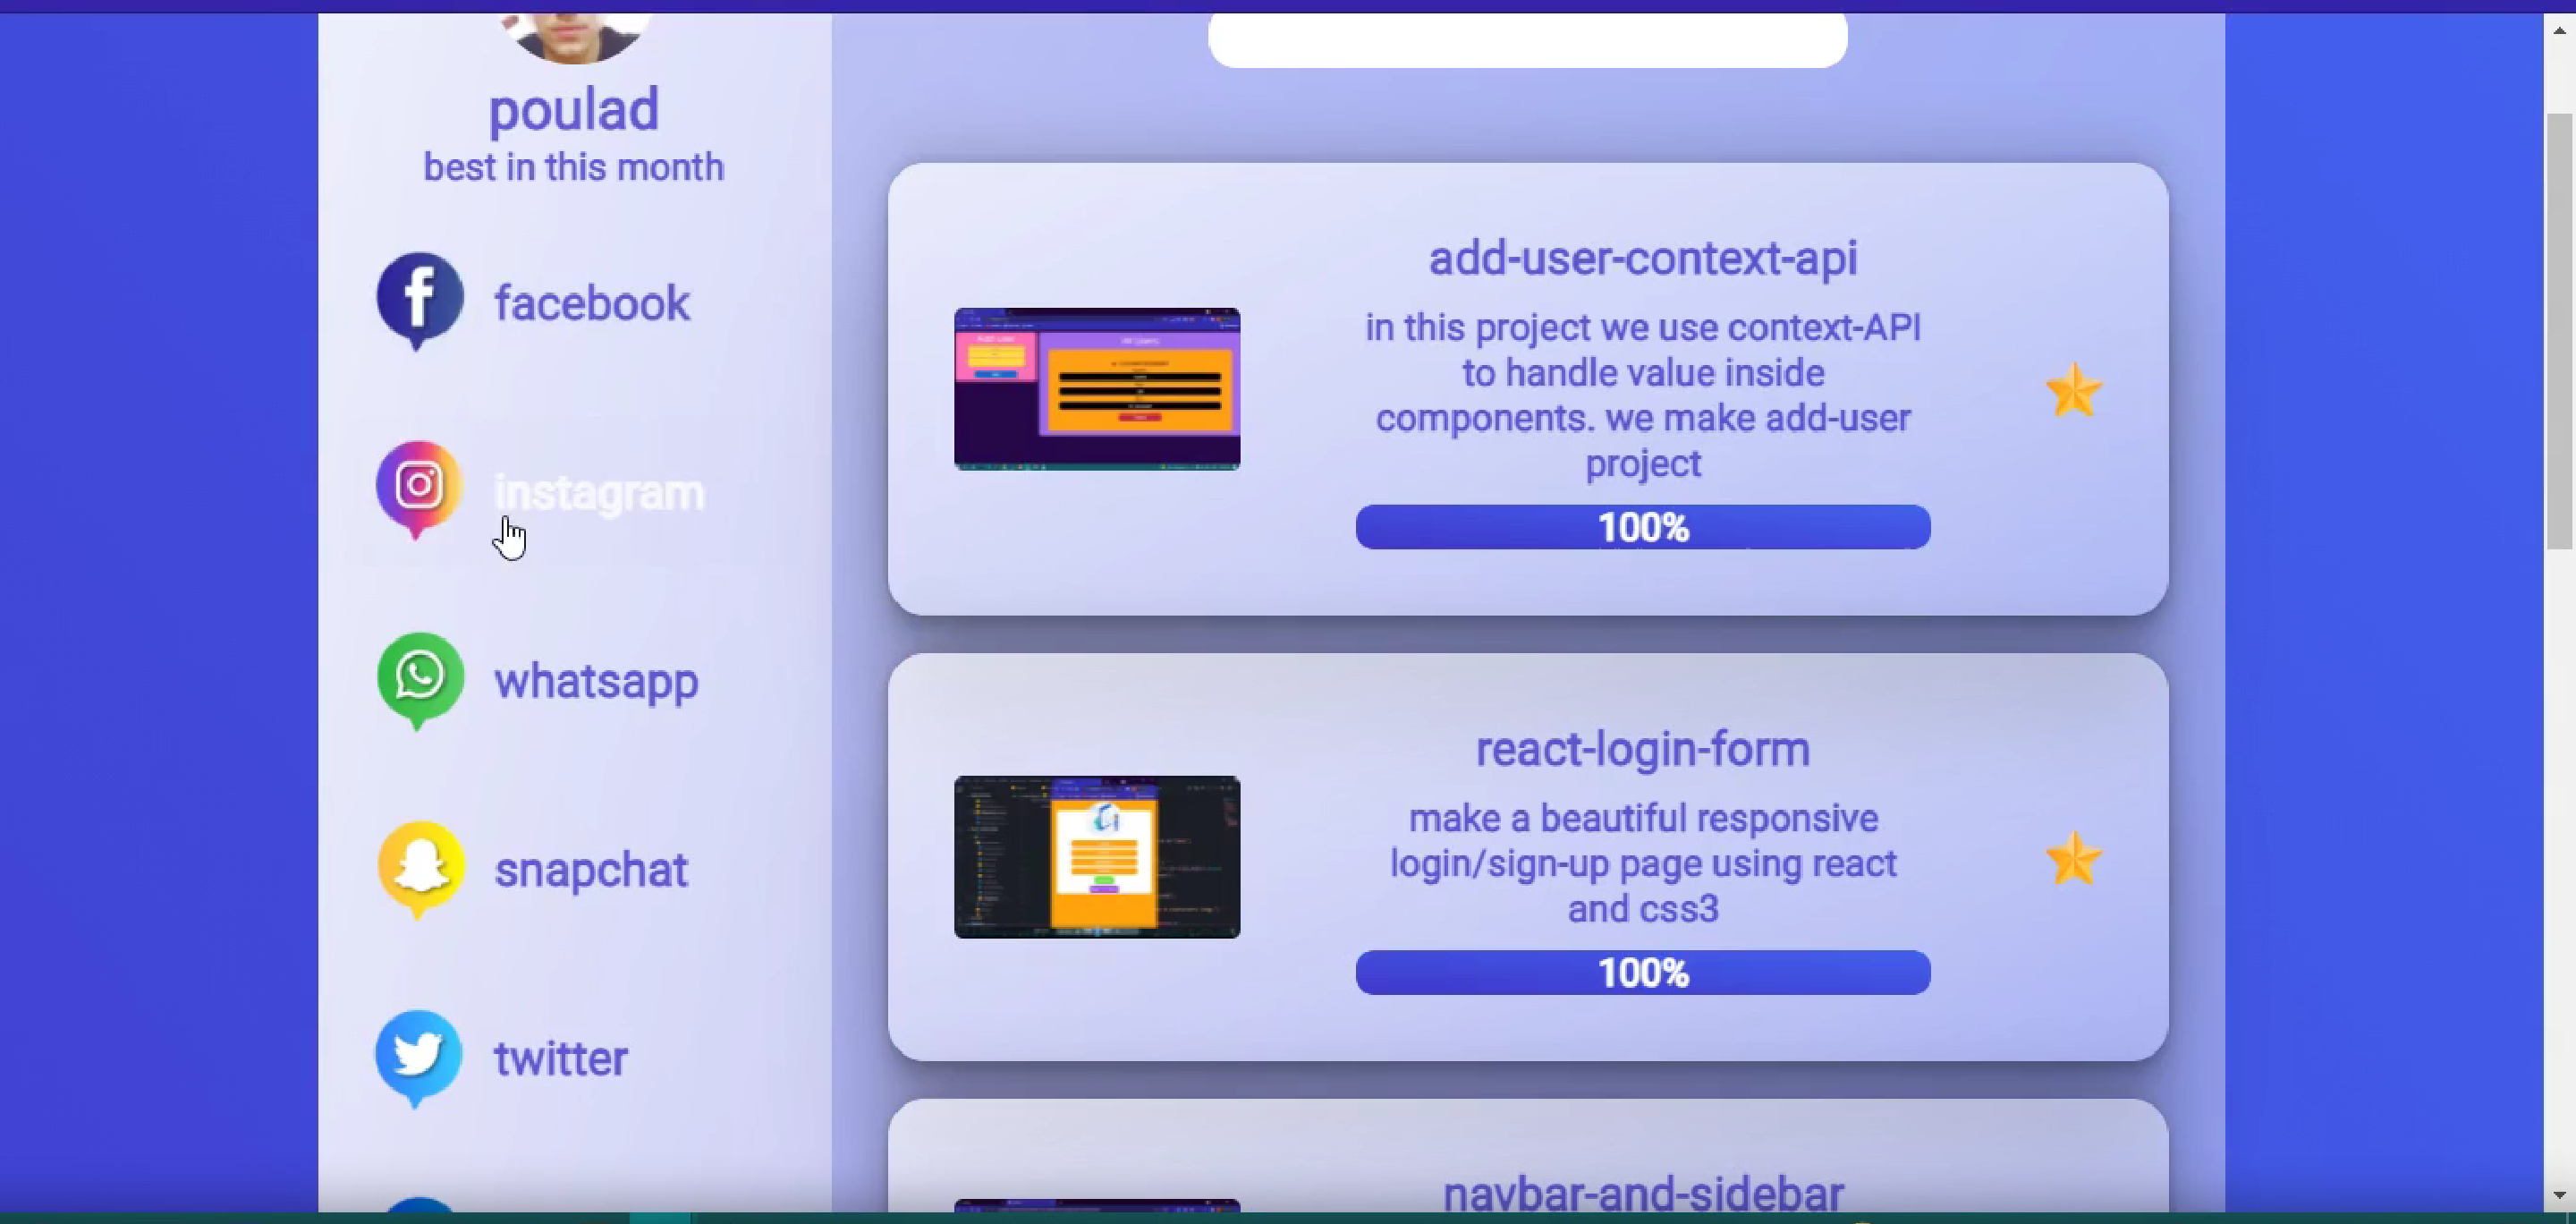 poulad
best in this month
facebook
instagram
whatsapp
snapchat
twitter
add-user-context-api
in this project we use context-API
to handle value inside
components. we make add-user
project
100%
react-login-form
make a beautiful responsive
login/sign-up page using react
and css3
100%
navbar-and-sidebar